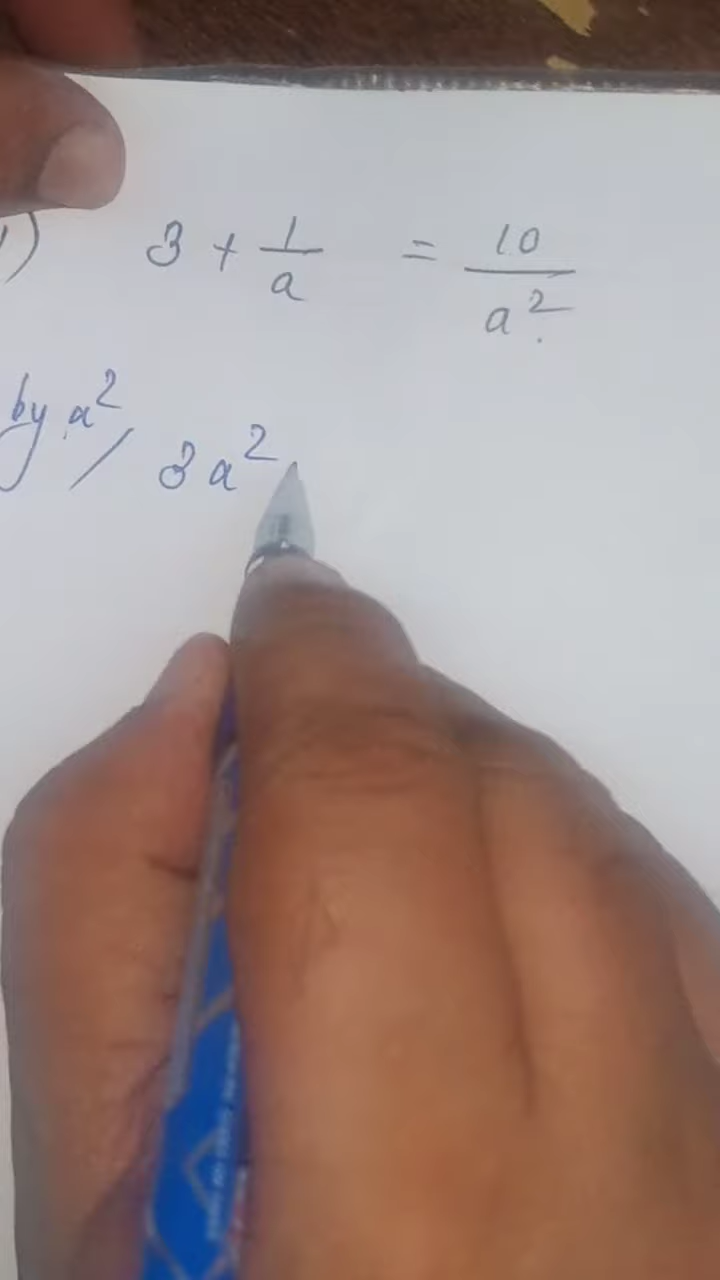 1) 3 + 1/a = 10/a²
by a² / 3a²